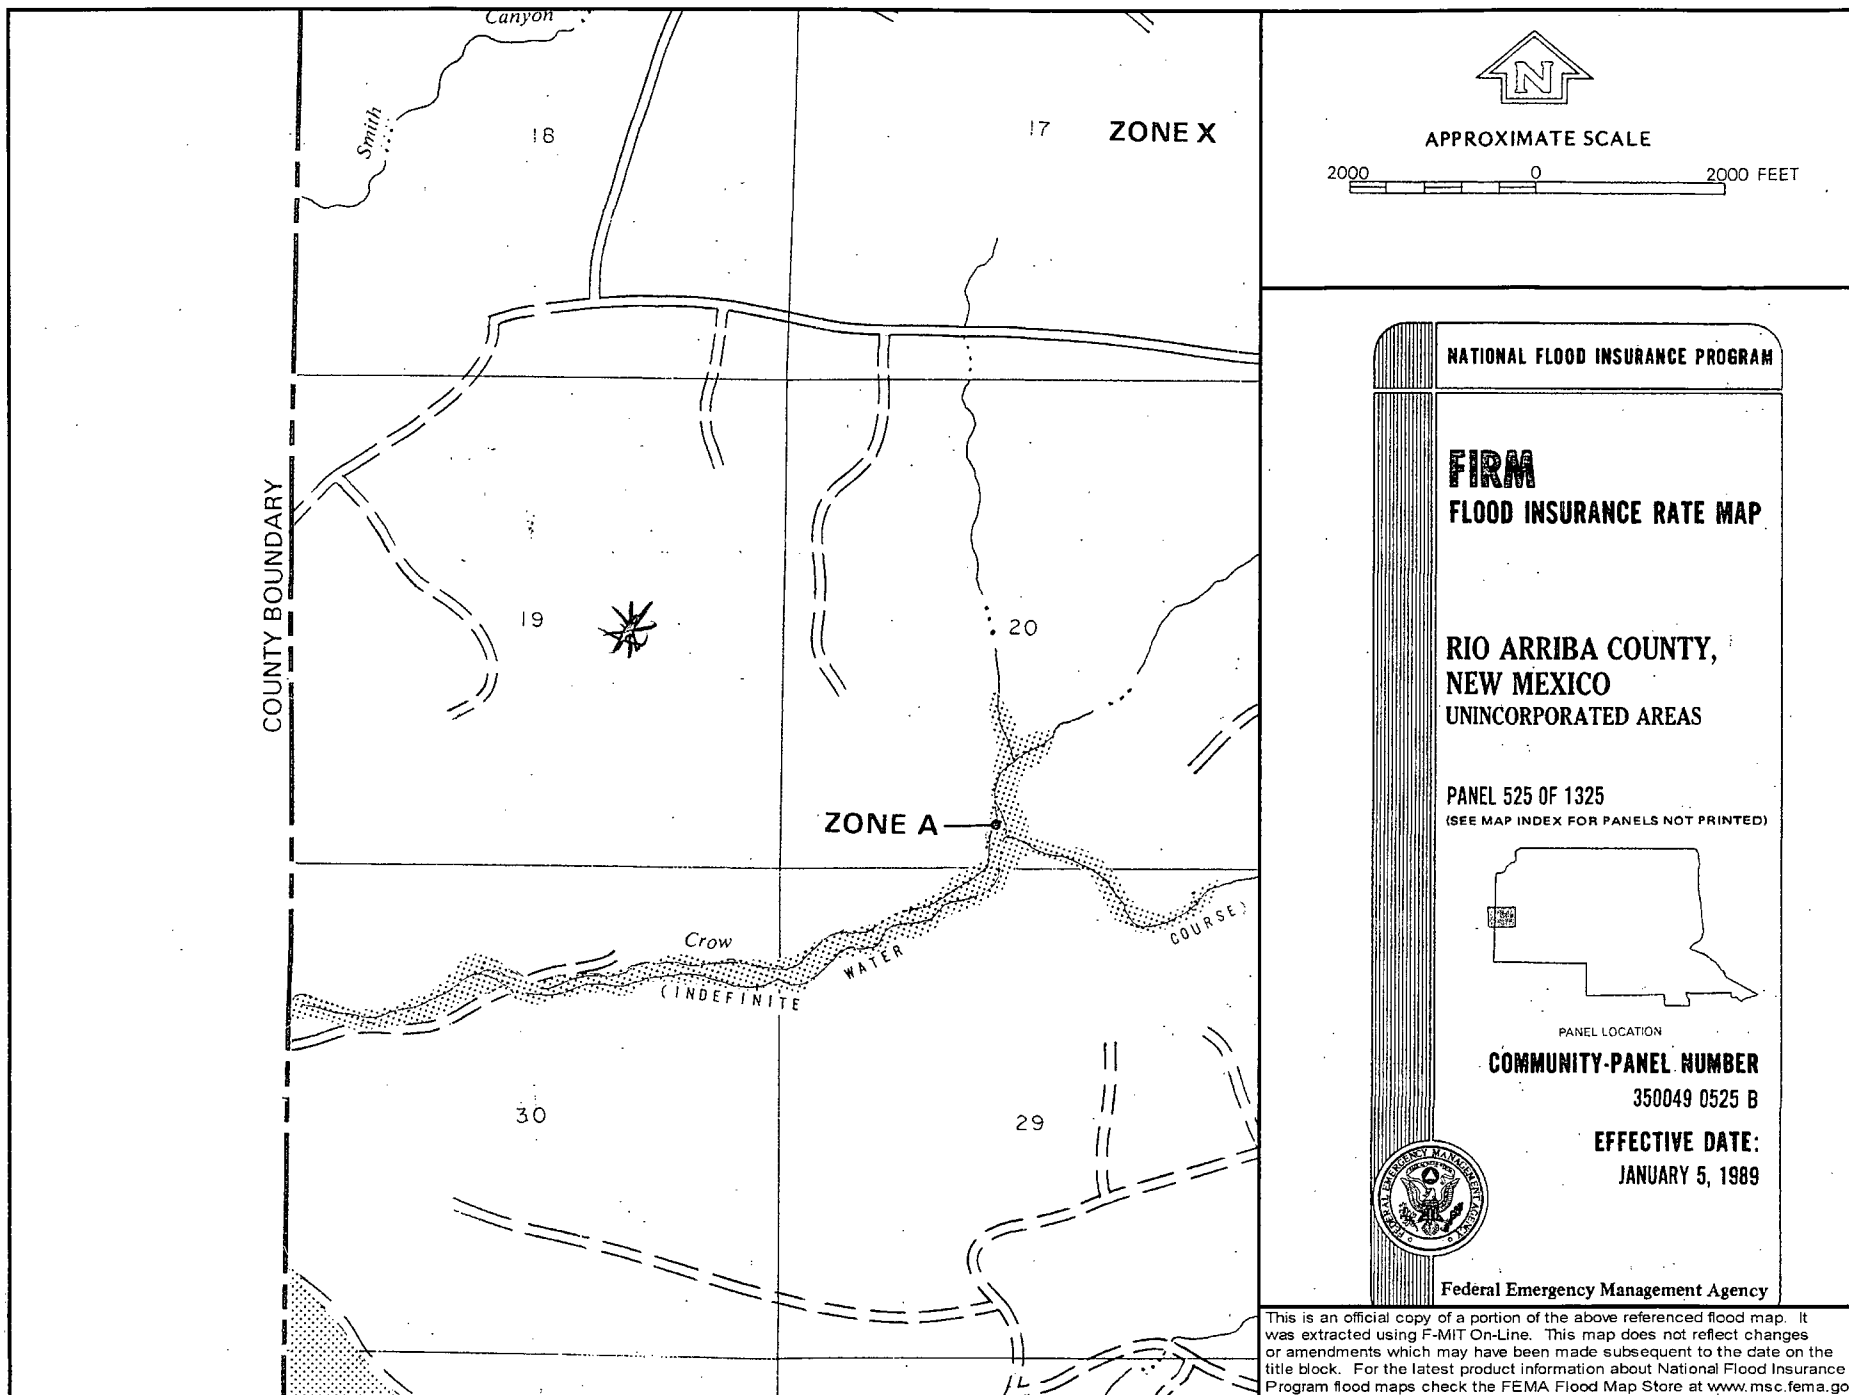 Canyon
Smith
18
17
ZONE X
COUNTY BOUNDARY
19
20
ZONE A
Crow
(INDEFINITE
WATER
COURSE)
30
29
N
APPROXIMATE SCALE
2000 0 2000 FEET
NATIONAL FLOOD INSURANCE PROGRAM
FIRM
FLOOD INSURANCE RATE MAP
RIO ARRIBA COUNTY,
NEW MEXICO
UNINCORPORATED AREAS
PANEL 525 OF 1325
(SEE MAP INDEX FOR PANELS NOT PRINTED)
PANEL LOCATION
COMMUNITY-PANEL NUMBER
350049 0525 B
EFFECTIVE DATE:
JANUARY 5, 1989
FEDERAL EMERGENCY MANAGEMENT AGENCY
Federal Emergency Management Agency
This is an official copy of a portion of the above referenced flood map. It
was extracted using F-MIT On-Line. This map does not reflect changes
or amendments which may have been made subsequent to the date on the
title block. For the latest product information about National Flood Insurance
Program flood maps check the FEMA Flood Map Store at www.msc.fema.go